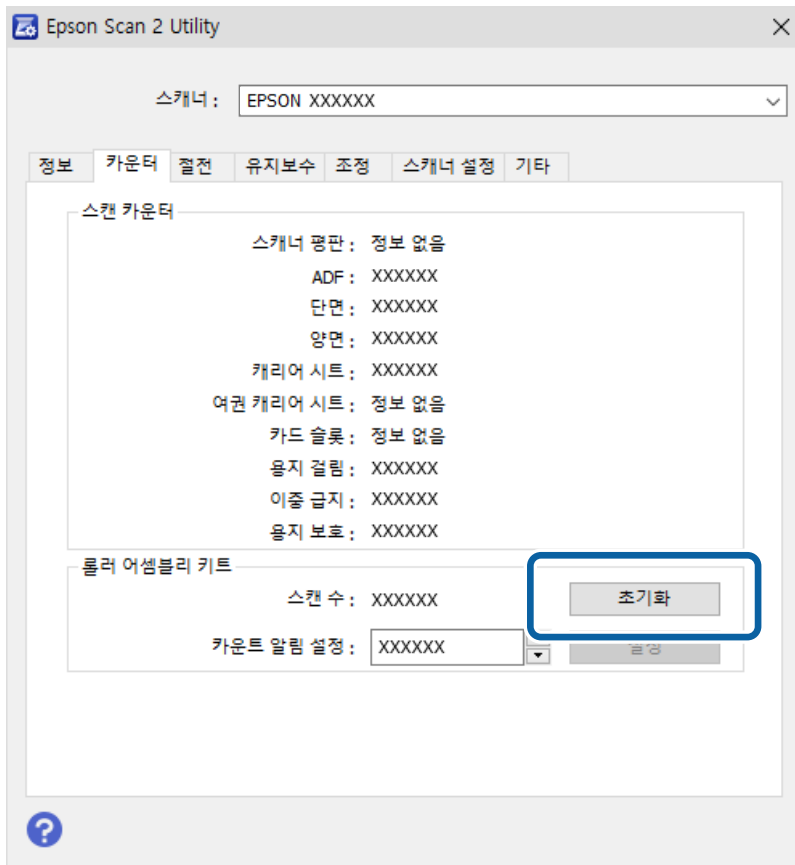 Epson Scan 2 Utility
스캐너 : EPSON XXXXXX
정보 카운터 절전 유지보수 조정 스캐너 설정 기타
스캔 카운터
스캐너 평판 : 정보 없음
ADF : XXXXXX
단면 : XXXXXX
양면 : XXXXXX
캐리어 시트 : XXXXXX
여권 캐리어 시트 : 정보 없음
카드 슬롯 : 정보 없음
용지 걸림 : XXXXXX
이중 급지 : XXXXXX
용지 보호 : XXXXXX
롤러 어셈블리 키트
스캔 수 : XXXXXX 초기화
카운트 알림 설정 : XXXXXX 설정